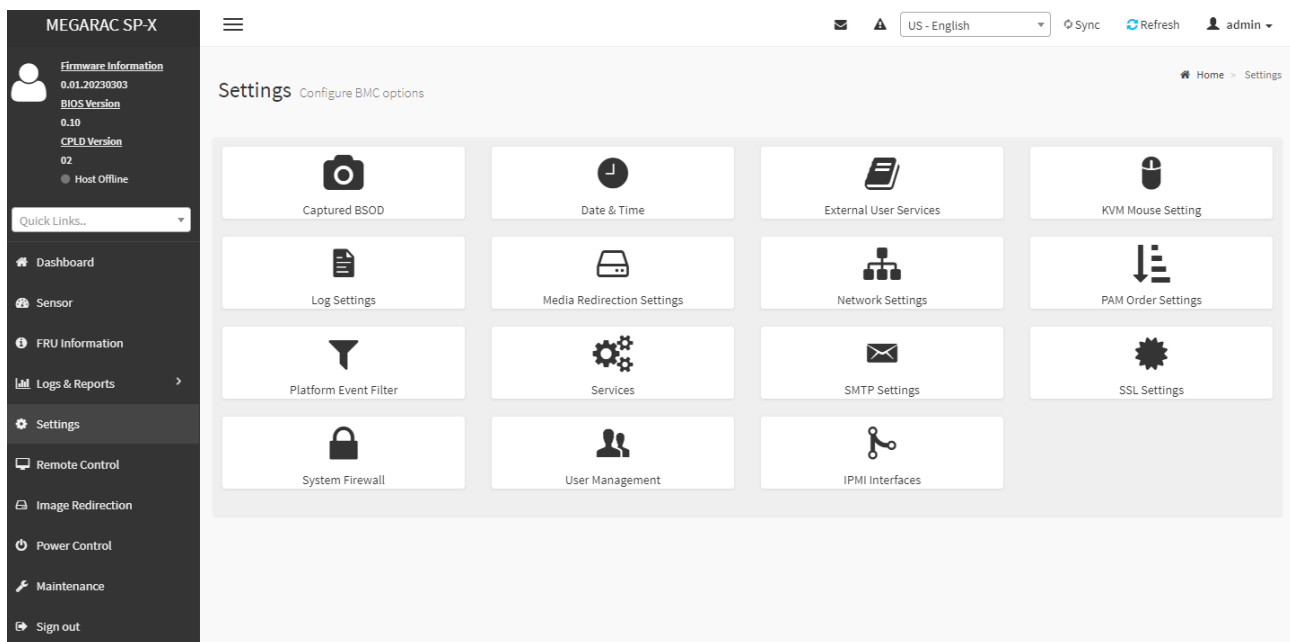 MEGARAC SP-X
US - English
Sync
Refresh
admin
Firmware Information
0.01.20230303
BIOS Version
0.10
CPLD Version
02
Host Offline
Quick Links..
Dashboard
Sensor
FRU Information
Logs & Reports
Settings
Remote Control
Image Redirection
Power Control
Maintenance
Sign out
Settings Configure BMC options
Home > Settings
Captured BSOD
Date & Time
External User Services
KVM Mouse Setting
Log Settings
Media Redirection Settings
Network Settings
PAM Order Settings
Platform Event Filter
Services
SMTP Settings
SSL Settings
System Firewall
User Management
IPMI Interfaces